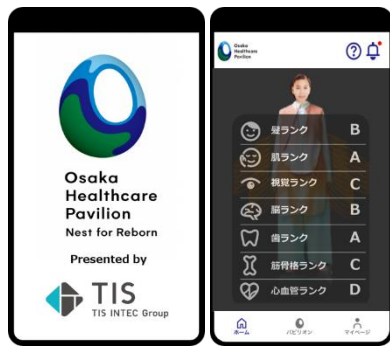 Osaka
Healthcare
Pavilion
Nest for Reborn
Presented by
TIS
TIS INTEC Group
Osaka
Healthcare
Pavilion
?
髪ランク B
肌ランク A
視覚ランク C
脳ランク B
歯ランク A
筋骨格ランク C
心血管ランク D
ホーム パビリオン マイページ